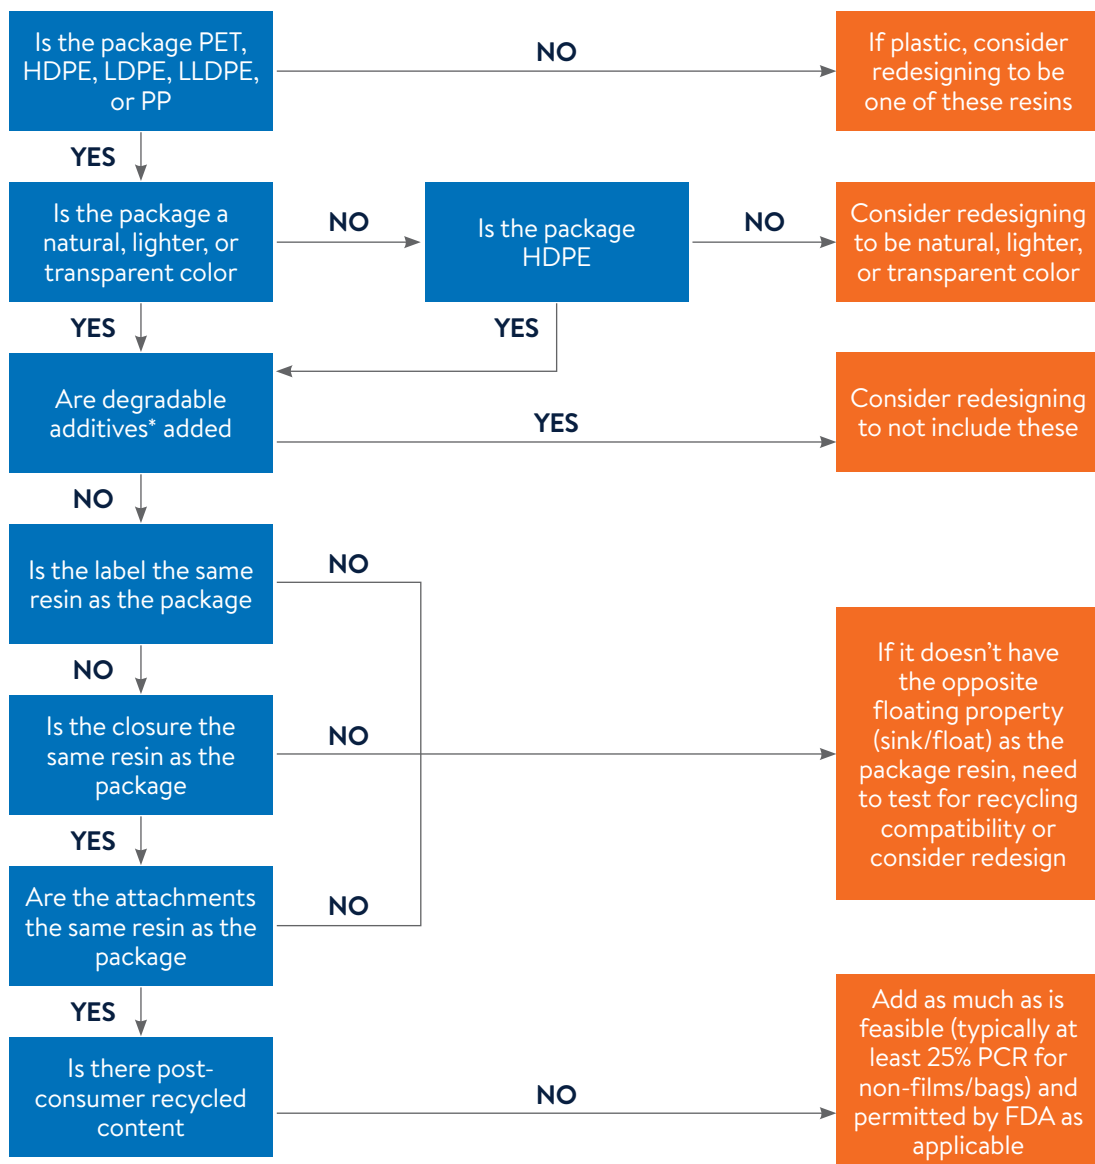 Is the package PET,
HDPE, LDPE, LLDPE,
or PP
NO
If plastic, consider
redesigning to be
one of these resins
YES
Is the package a
natural, lighter, or
transparent color
NO
Is the package
HDPE
NO
Consider redesigning
to be natural, lighter,
or transparent color
YES
YES
Are degradable
additives* added
YES
Consider redesigning
to not include these
NO
Is the label the same
resin as the package
NO
NO
Is the closure the
same resin as the
package
NO
If it doesn't have
the opposite
floating property
(sink/float) as the
package resin, need
to test for recycling
compatibility or
consider redesign
YES
Are the attachments
the same resin as the
package
NO
YES
Is there post-
consumer recycled
content
NO
Add as much as is
feasible (typically at
least 25% PCR for
non-films/bags) and
permitted by FDA as
applicable